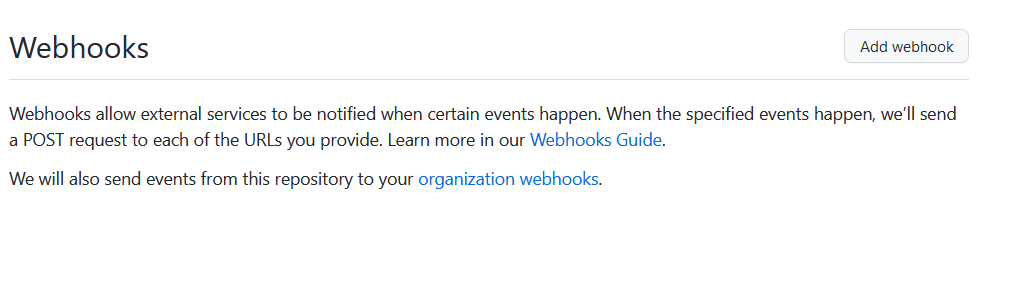 Webhooks
Add webhook
Webhooks allow external services to be notified when certain events happen. When the specified events happen, we’ll send
a POST request to each of the URLs you provide. Learn more in our Webhooks Guide.
We will also send events from this repository to your organization webhooks.